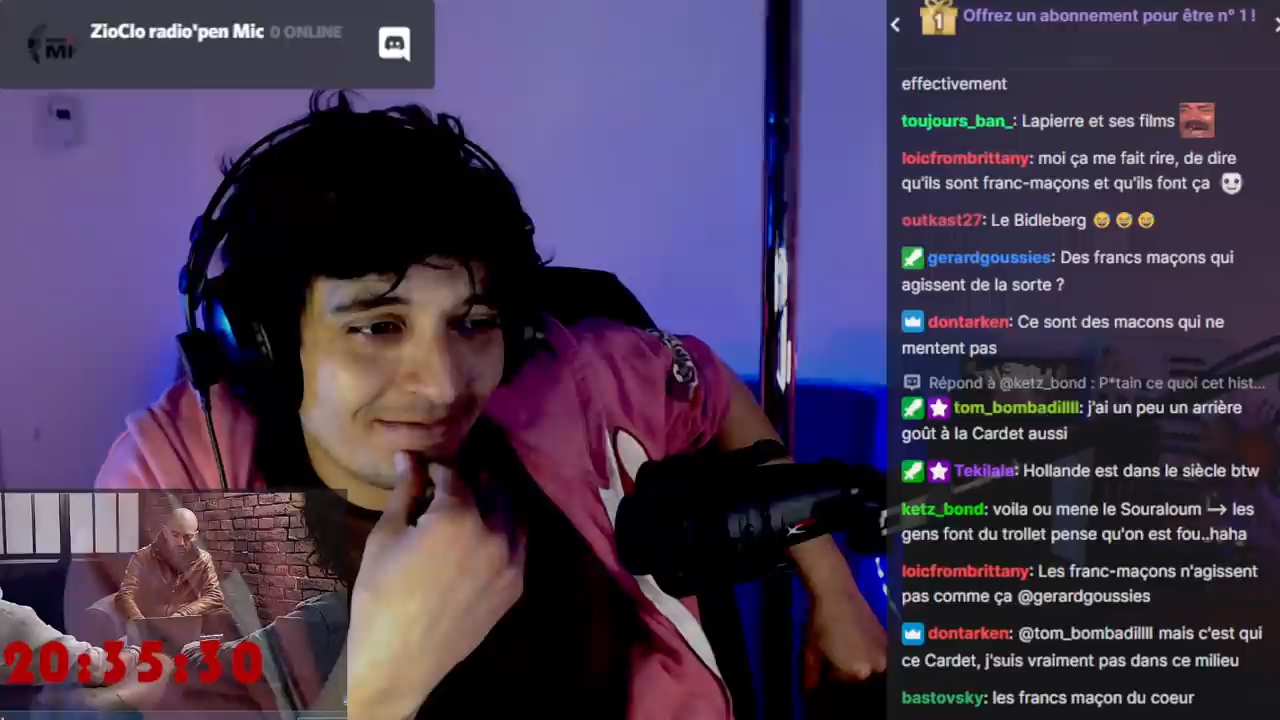 ZioClo radio'pen Mic 0 ONLINE
MI
1
Offrez un abonnement pour être n° 1 !
effectivement
toujours_ban_: Lapierre et ses films
loicfrombrittany: moi ça me fait rire, de dire
qu'ils sont franc-maçons et qu'ils font ça
outkast27: Le Bidleberg 😅 😅 😅
gerardgoussies: Des francs maçons qui
agissent de la sorte ?
dontarken: Ce sont des macons qui ne
mentent pas
Répond à @ketz_bond : P*tain ce quoi cet hist...
tom_bombadillll: j'ai un peu un arrière
goût à la Cardet aussi
Tekilala: Hollande est dans le siècle btw
ketz_bond: voila ou mene le Souraloum --> les
gens font du trollet pense qu'on est fou..haha
loicfrombrittany: Les franc-maçons n'agissent
pas comme ça @gerardgoussies
dontarken: @tom_bombadillll mais c'est qui
ce Cardet, j'suis vraiment pas dans ce milieu
bastovsky: les francs maçon du coeur
20:35:30